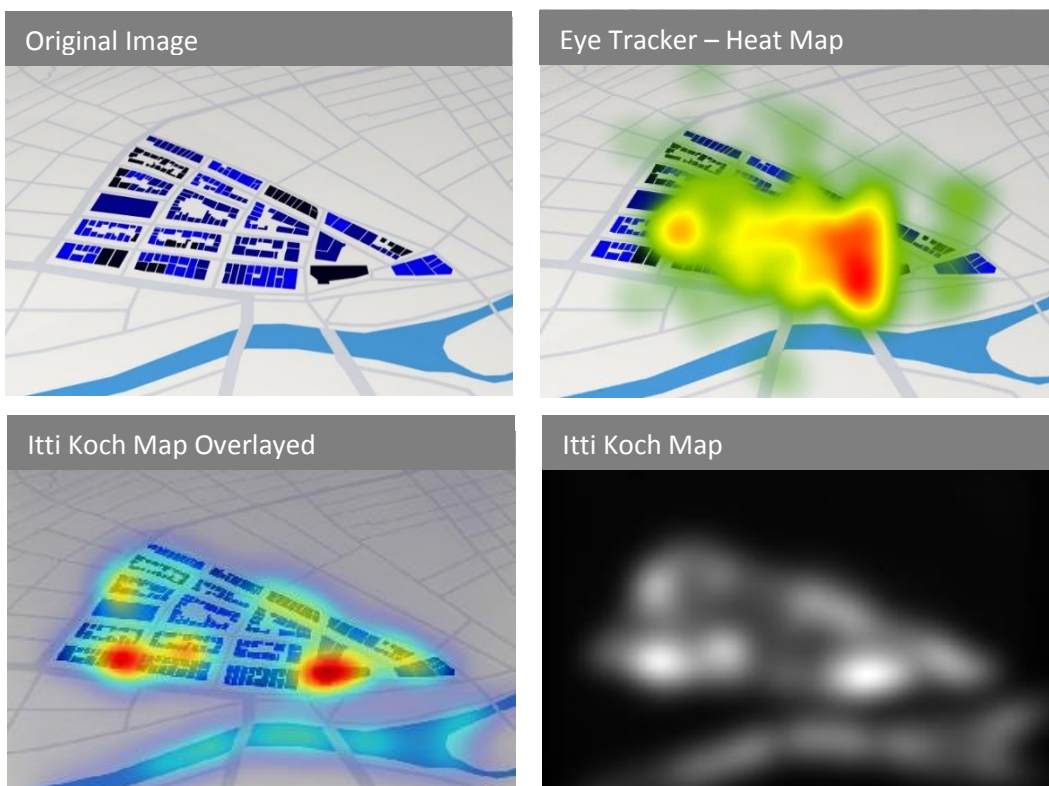 Original Image
Eye Tracker – Heat Map
Itti Koch Map Overlayed
Itti Koch Map